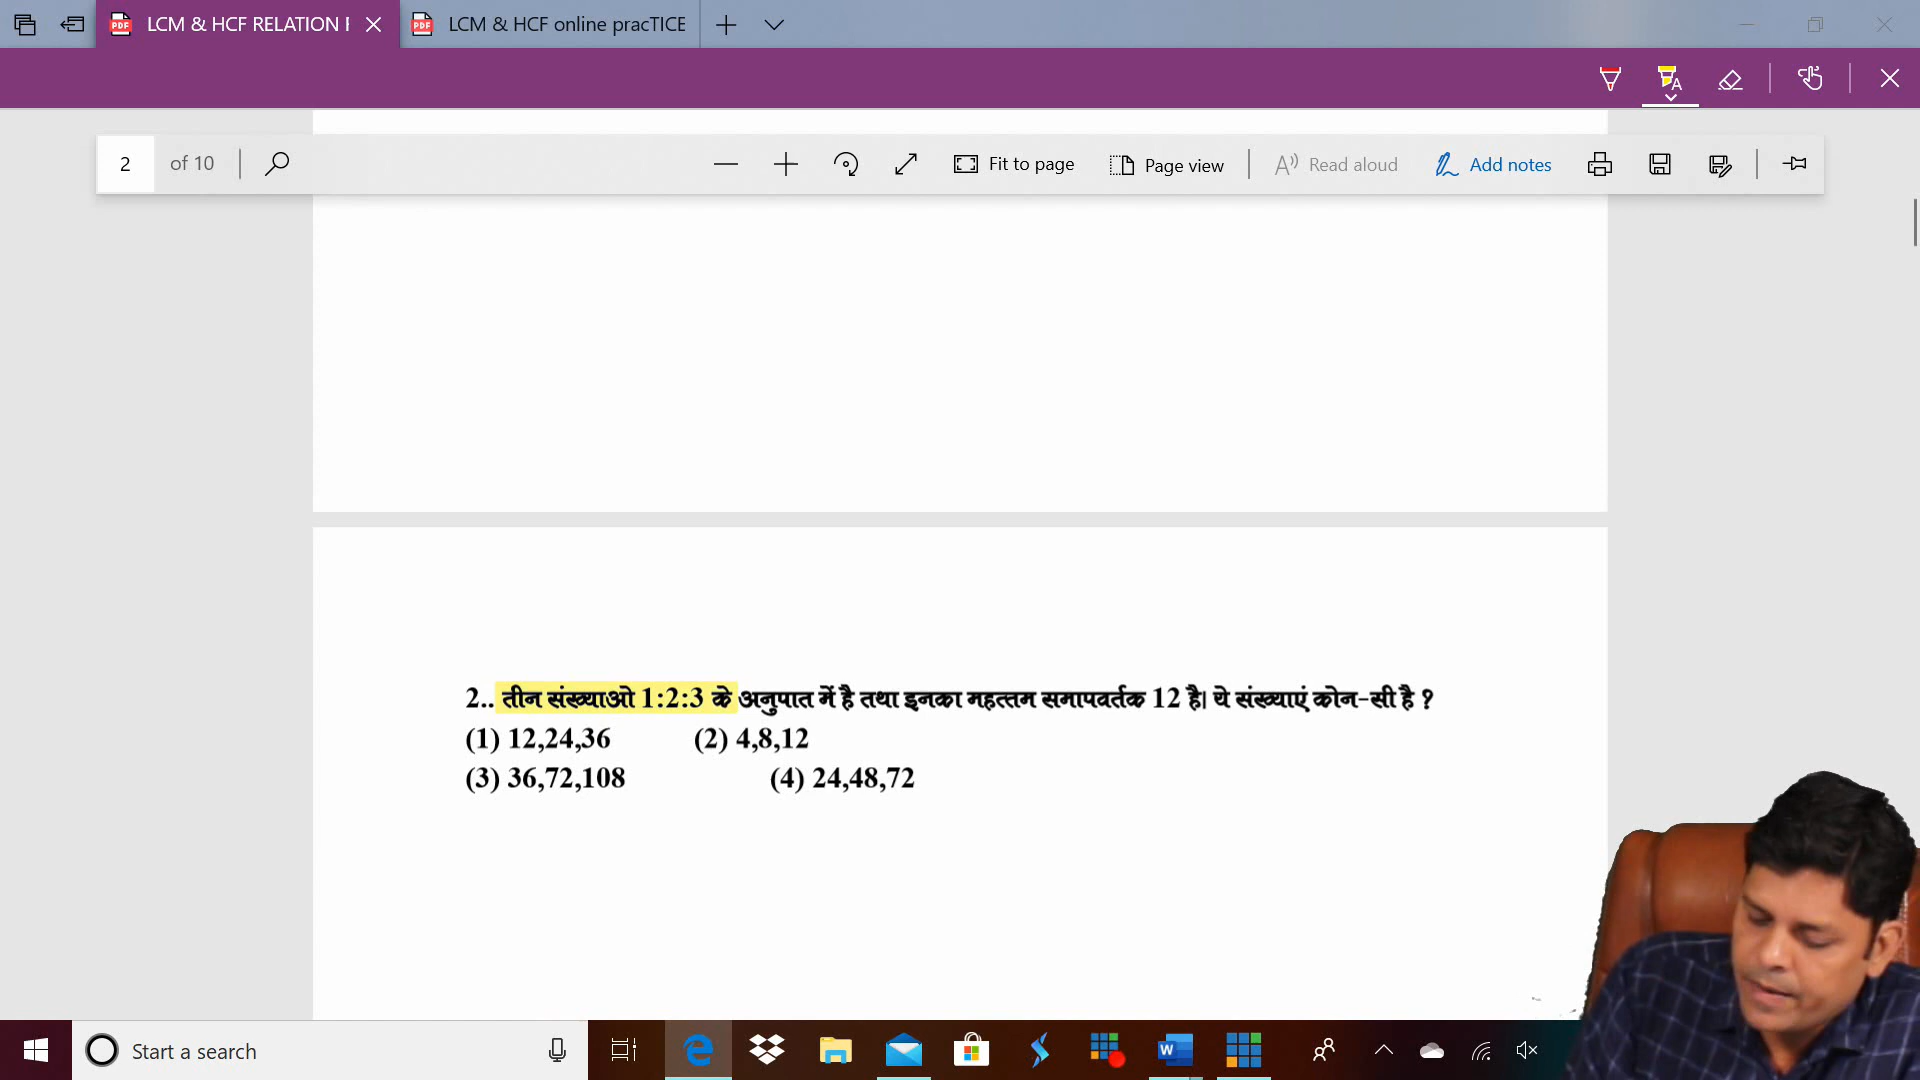 LCM & HCF RELATION F
LCM & HCF online pracTICE
2 of 10
Fit to page
Page view
Read aloud
Add notes
2.. तीन संख्याओ 1:2:3 के अनुपात में है तथा इनका महत्तम समापवर्तक 12 है। ये संख्याएं कोन-सी है ?
(1) 12,24,36 (2) 4,8,12
(3) 36,72,108 (4) 24,48,72
Start a search